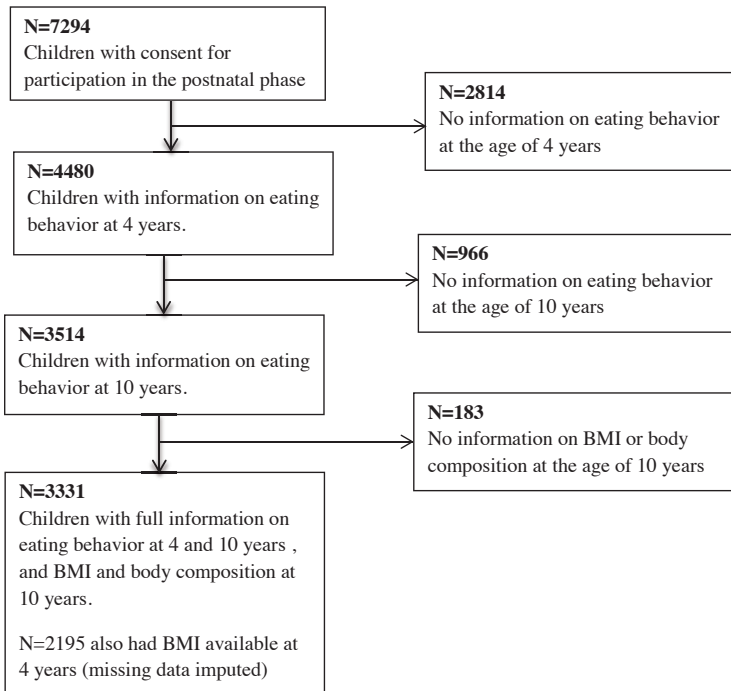 N=7294
Children with consent for
participation in the postnatal phase
N=2814
No information on eating behavior
at the age of 4 years
N=4480
Children with information on eating
behavior at 4 years.
N=966
No information on eating behavior
at the age of 10 years
N=3514
Children with information on eating
behavior at 10 years.
N=183
No information on BMI or body
composition at the age of 10 years
N=3331
Children with full information on
eating behavior at 4 and 10 years ,
and BMI and body composition at
10 years.
N=2195 also had BMI available at
4 years (missing data imputed)